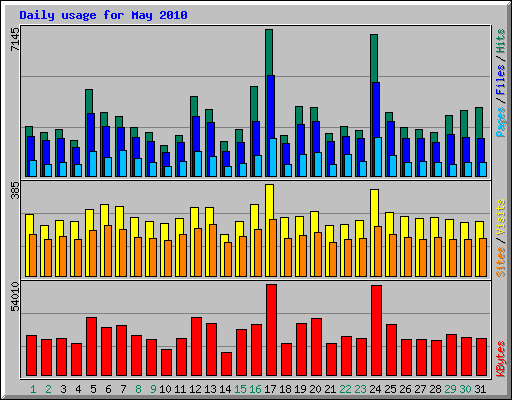 Daily usage for May 2010
7145
Pages / Files / Hits
385
Sites / Visits
54010
KBytes
1 2 3 4 5 6 7 8 9 10 11 12 13 14 15 16 17 18 19 20 21 22 23 24 25 26 27 28 29 30 31